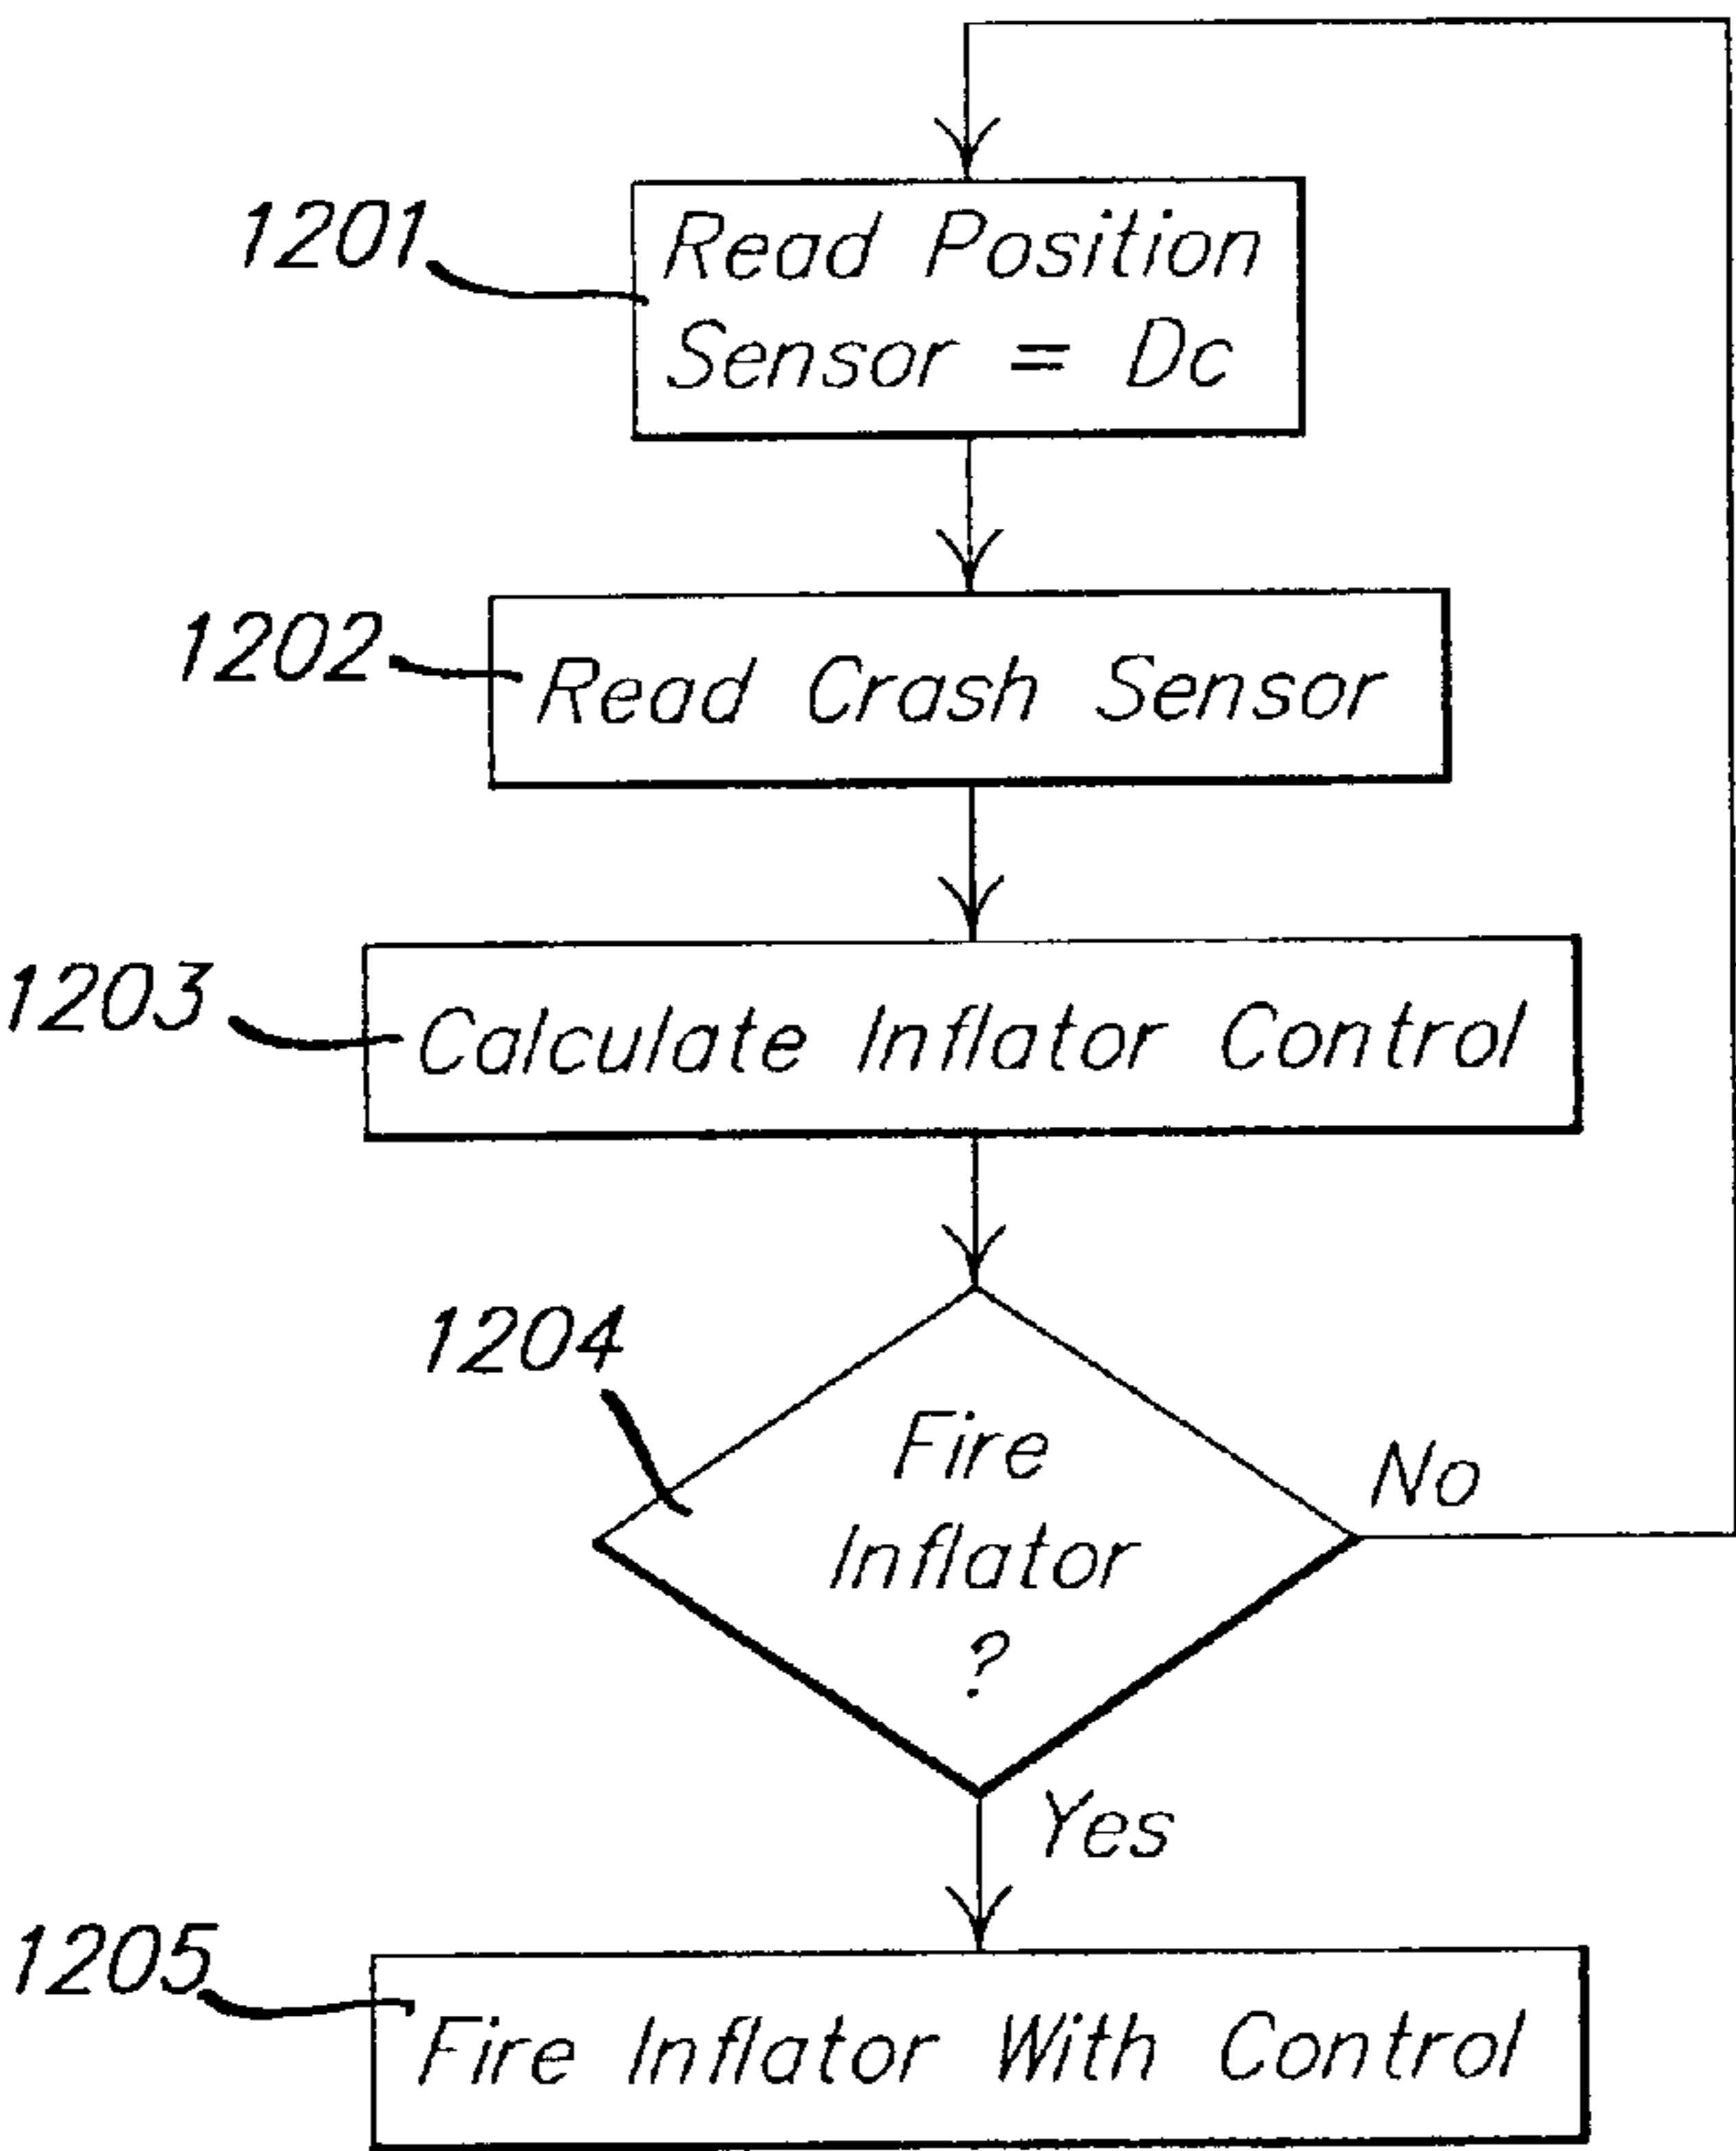 1201
Read Position
Sensor = Dc
1202
Read Crash Sensor
1203
Calculate Inflator Control
1204
Fire
Inflator
?
No
Yes
1205
Fire Inflator With Control